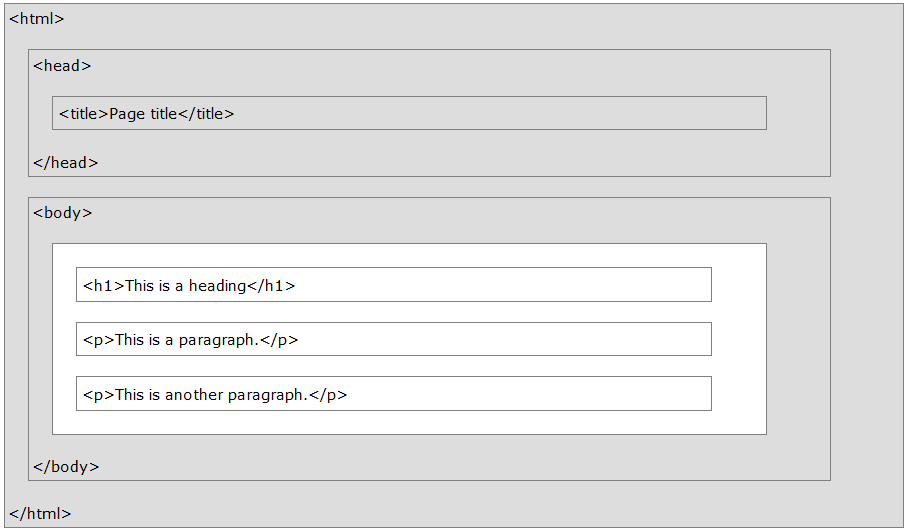 <html>
<head>
<title>Page title</title>
</head>
<body>
<h1>This is a heading</h1>
<p>This is a paragraph.</p>
<p>This is another paragraph.</p>
</body>
</html>